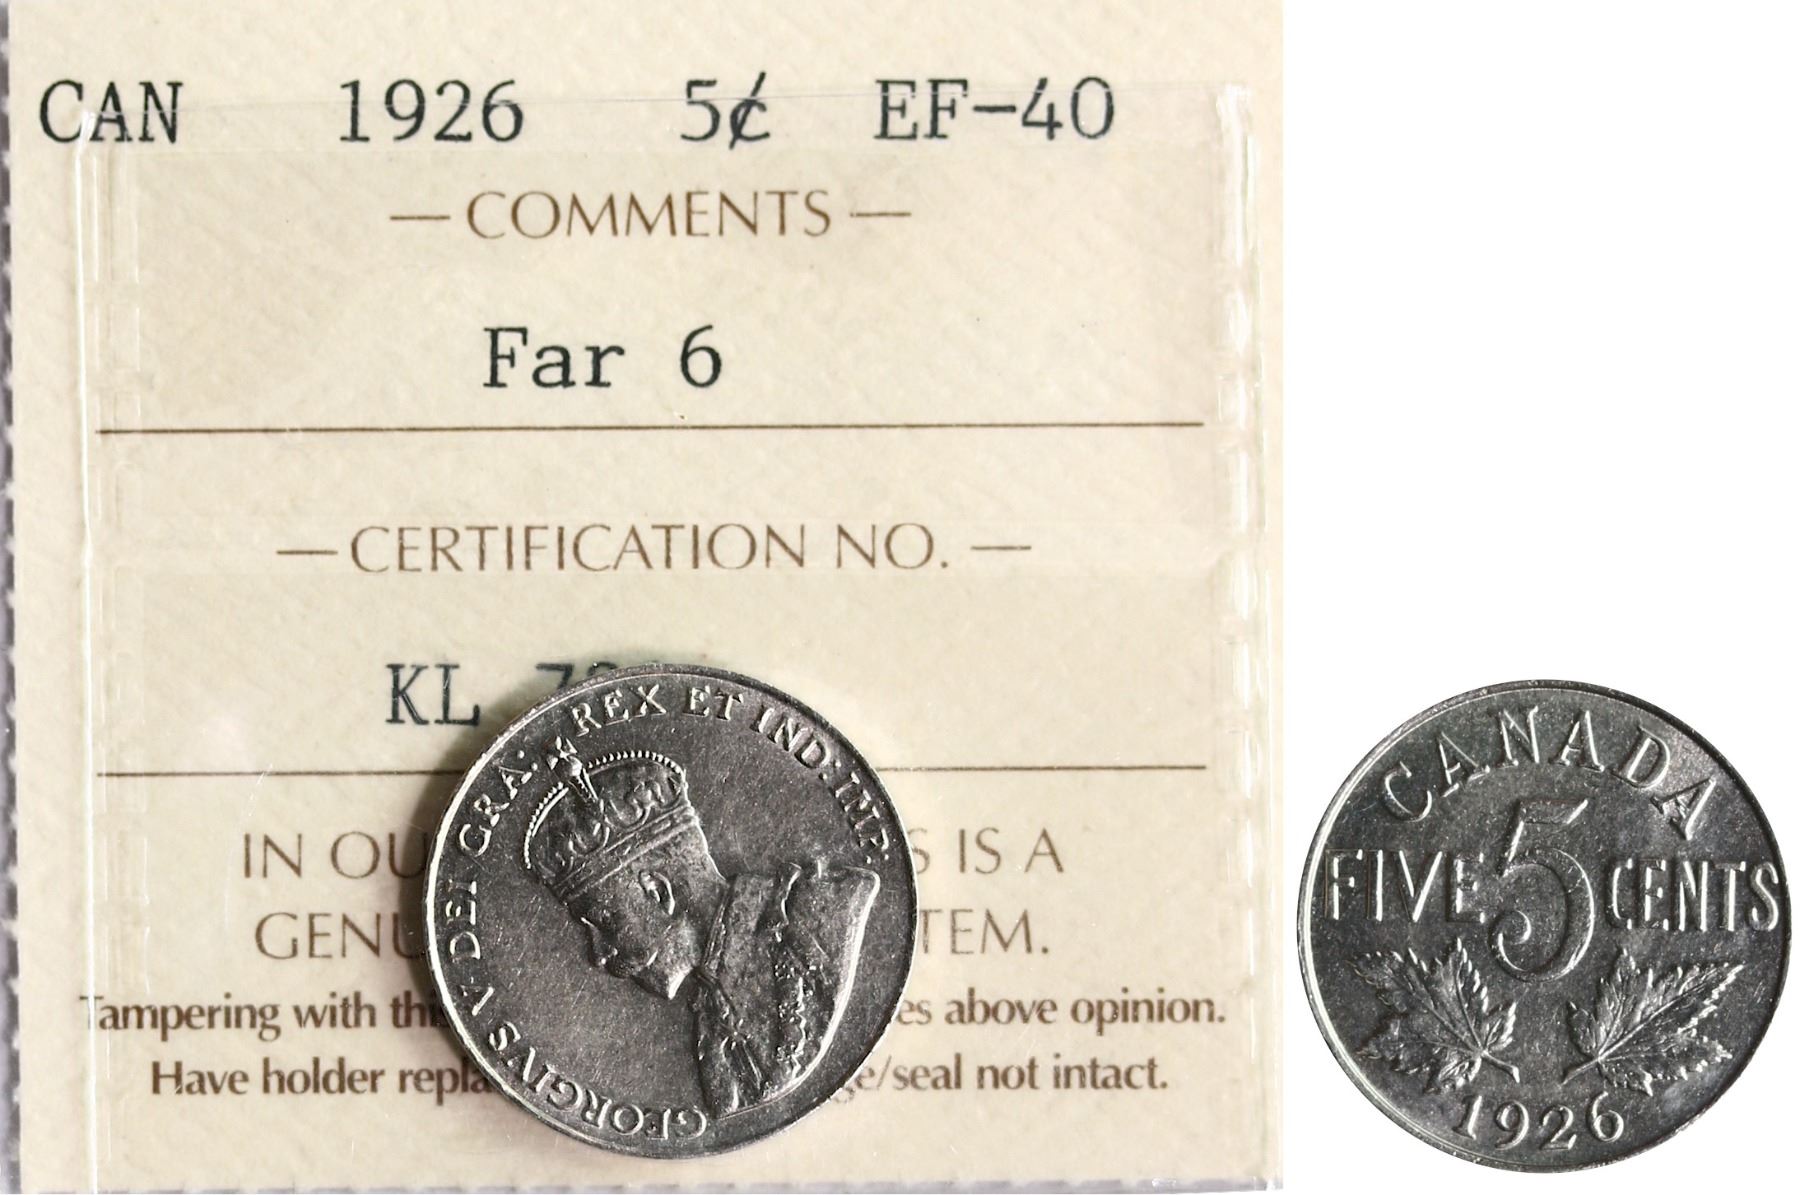 CAN 1926 5¢ EF-40
— COMMENTS —
Far 6
— CERTIFICATION NO. —
KL
IN OU S IS A
GENU TEM.
Tampering with thi es above opinion.
Have holder repla ge/seal not intact.
GEORGIVS V DEI GRA: REX ET IND: IMP:
CANADA
FIVE 5 CENTS
1926